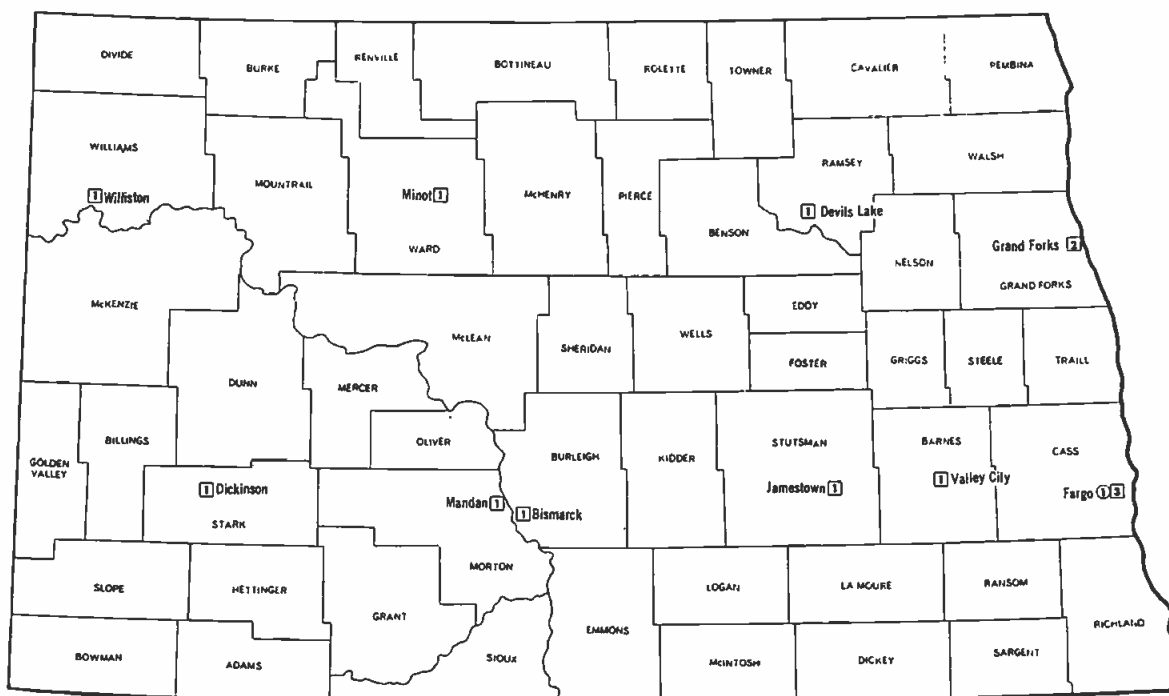 DIVIDE
BURKE
RENVILLE
BOTTINEAU
ROLETTE
TOWNER
CAVALIER
PEMBINA
WILLIAMS
MOUNTRAIL
McHENRY
PIERCE
RAMSEY
WALSH
1 Williston
Minot 1
WARD
BENSON
1 Devils Lake
NELSON
Grand Forks 2
GRAND FORKS
McKENZIE
DUNN
McLEAN
SHERIDAN
WELLS
EDDY
FOSTER
GRIGGS
STEELE
TRAILL
MERCER
OLIVER
GOLDEN
VALLEY
BILLINGS
BURLEIGH
KIDDER
STUTSMAN
BARNES
CASS
1 Dickinson
STARK
Mandan 1
1 Bismarck
Jamestown 1
1 Valley City
Fargo 1 3
SLOPE
HETTINGER
GRANT
MORTON
EMMONS
LOGAN
LA MOURE
RANSOM
RICHLAND
BOWMAN
ADAMS
SIOUX
McINTOSH
DICKEY
SARGENT